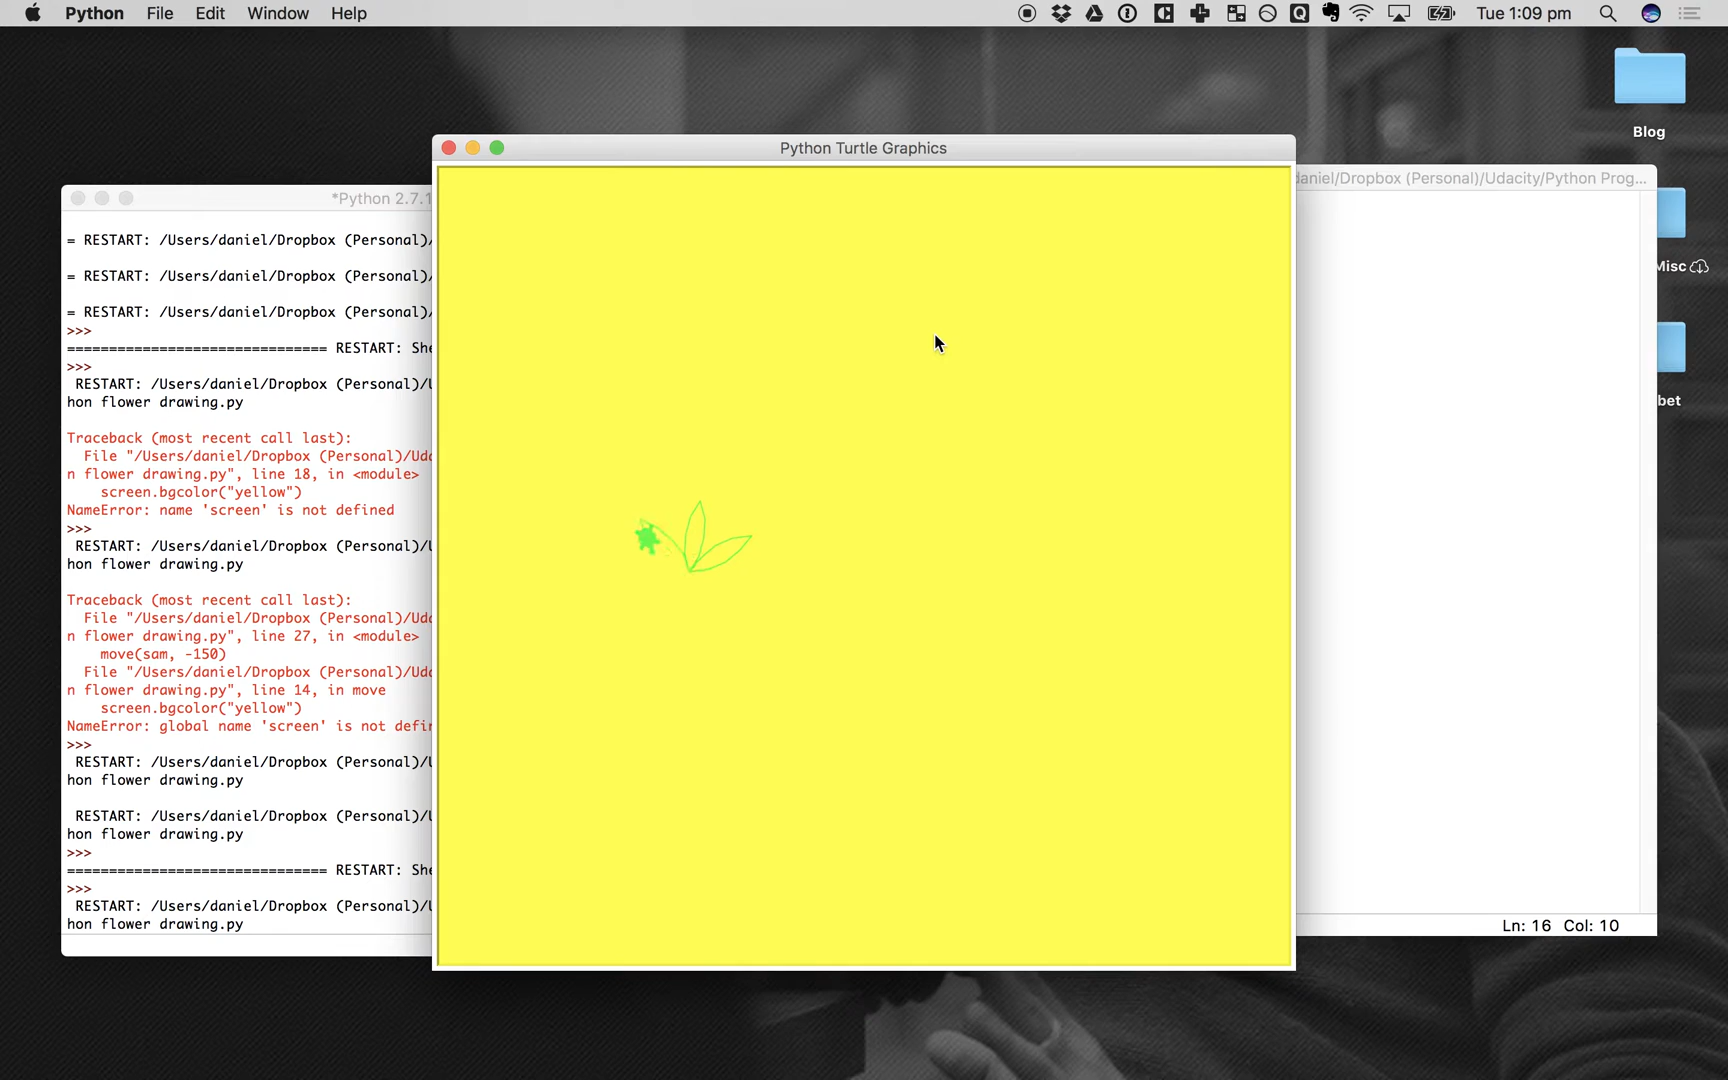 Python File Edit Window Help
Tue 1:09 pm
Blog
Python Turtle Graphics
daniel/Dropbox (Personal)/Udacity/Python Prog...
*Python 2.7.1
= RESTART: /Users/daniel/Dropbox (Personal)/
= RESTART: /Users/daniel/Dropbox (Personal)/
= RESTART: /Users/daniel/Dropbox (Personal)/
>>>
=============================== RESTART: She
>>>
RESTART: /Users/daniel/Dropbox (Personal)/U
hon flower drawing.py
Traceback (most recent call last):
File "/Users/daniel/Dropbox (Personal)/Uda
n flower drawing.py", line 18, in <module>
screen.bgcolor("yellow")
NameError: name 'screen' is not defined
>>>
RESTART: /Users/daniel/Dropbox (Personal)/U
hon flower drawing.py
Traceback (most recent call last):
File "/Users/daniel/Dropbox (Personal)/Uda
n flower drawing.py", line 27, in <module>
move(sam, -150)
File "/Users/daniel/Dropbox (Personal)/Uda
n flower drawing.py", line 14, in move
screen.bgcolor("yellow")
NameError: global name 'screen' is not defin
>>>
RESTART: /Users/daniel/Dropbox (Personal)/U
hon flower drawing.py
RESTART: /Users/daniel/Dropbox (Personal)/U
hon flower drawing.py
>>>
=============================== RESTART: She
>>>
RESTART: /Users/daniel/Dropbox (Personal)/U
hon flower drawing.py
Misc
bet
Ln: 16 Col: 10